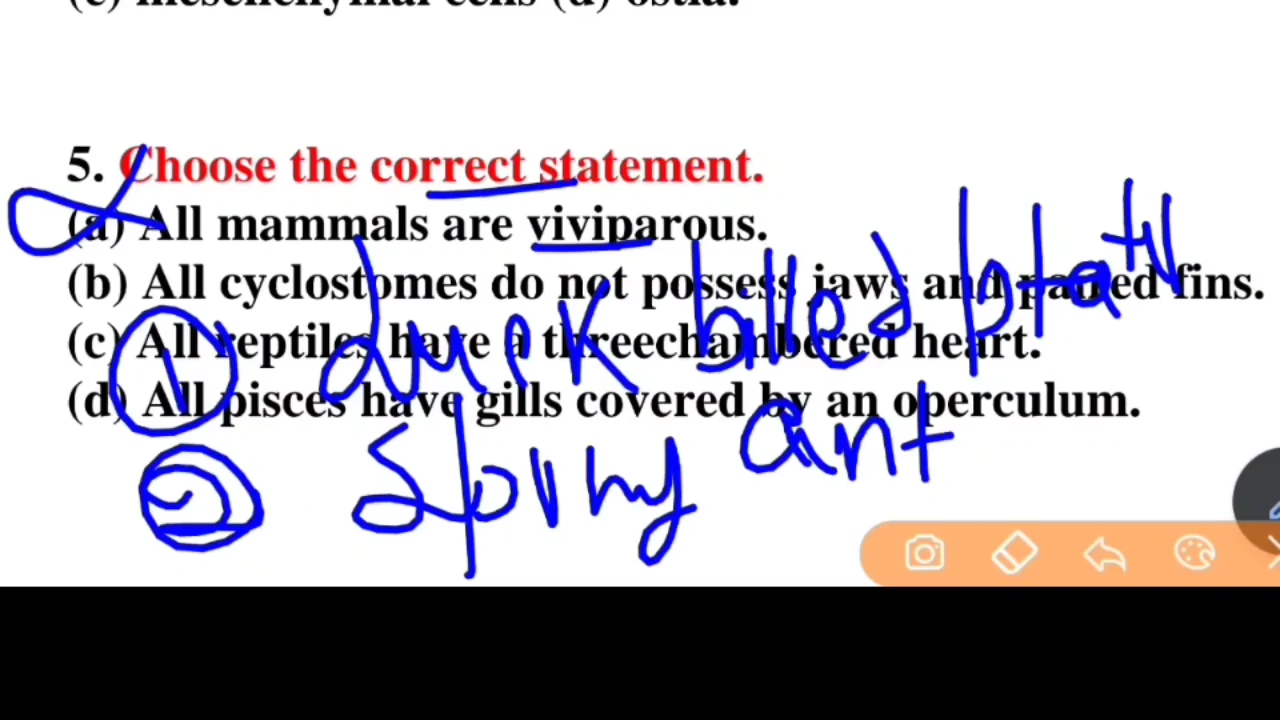 5. Choose the correct statement.
(a) All mammals are viviparous.
(b) All cyclostomes do not possess jaws and paired fins.
(c) All reptiles have a threechambered heart.
(d) All pisces have gills covered by an operculum.
① duck billed platy
② Spiny ant